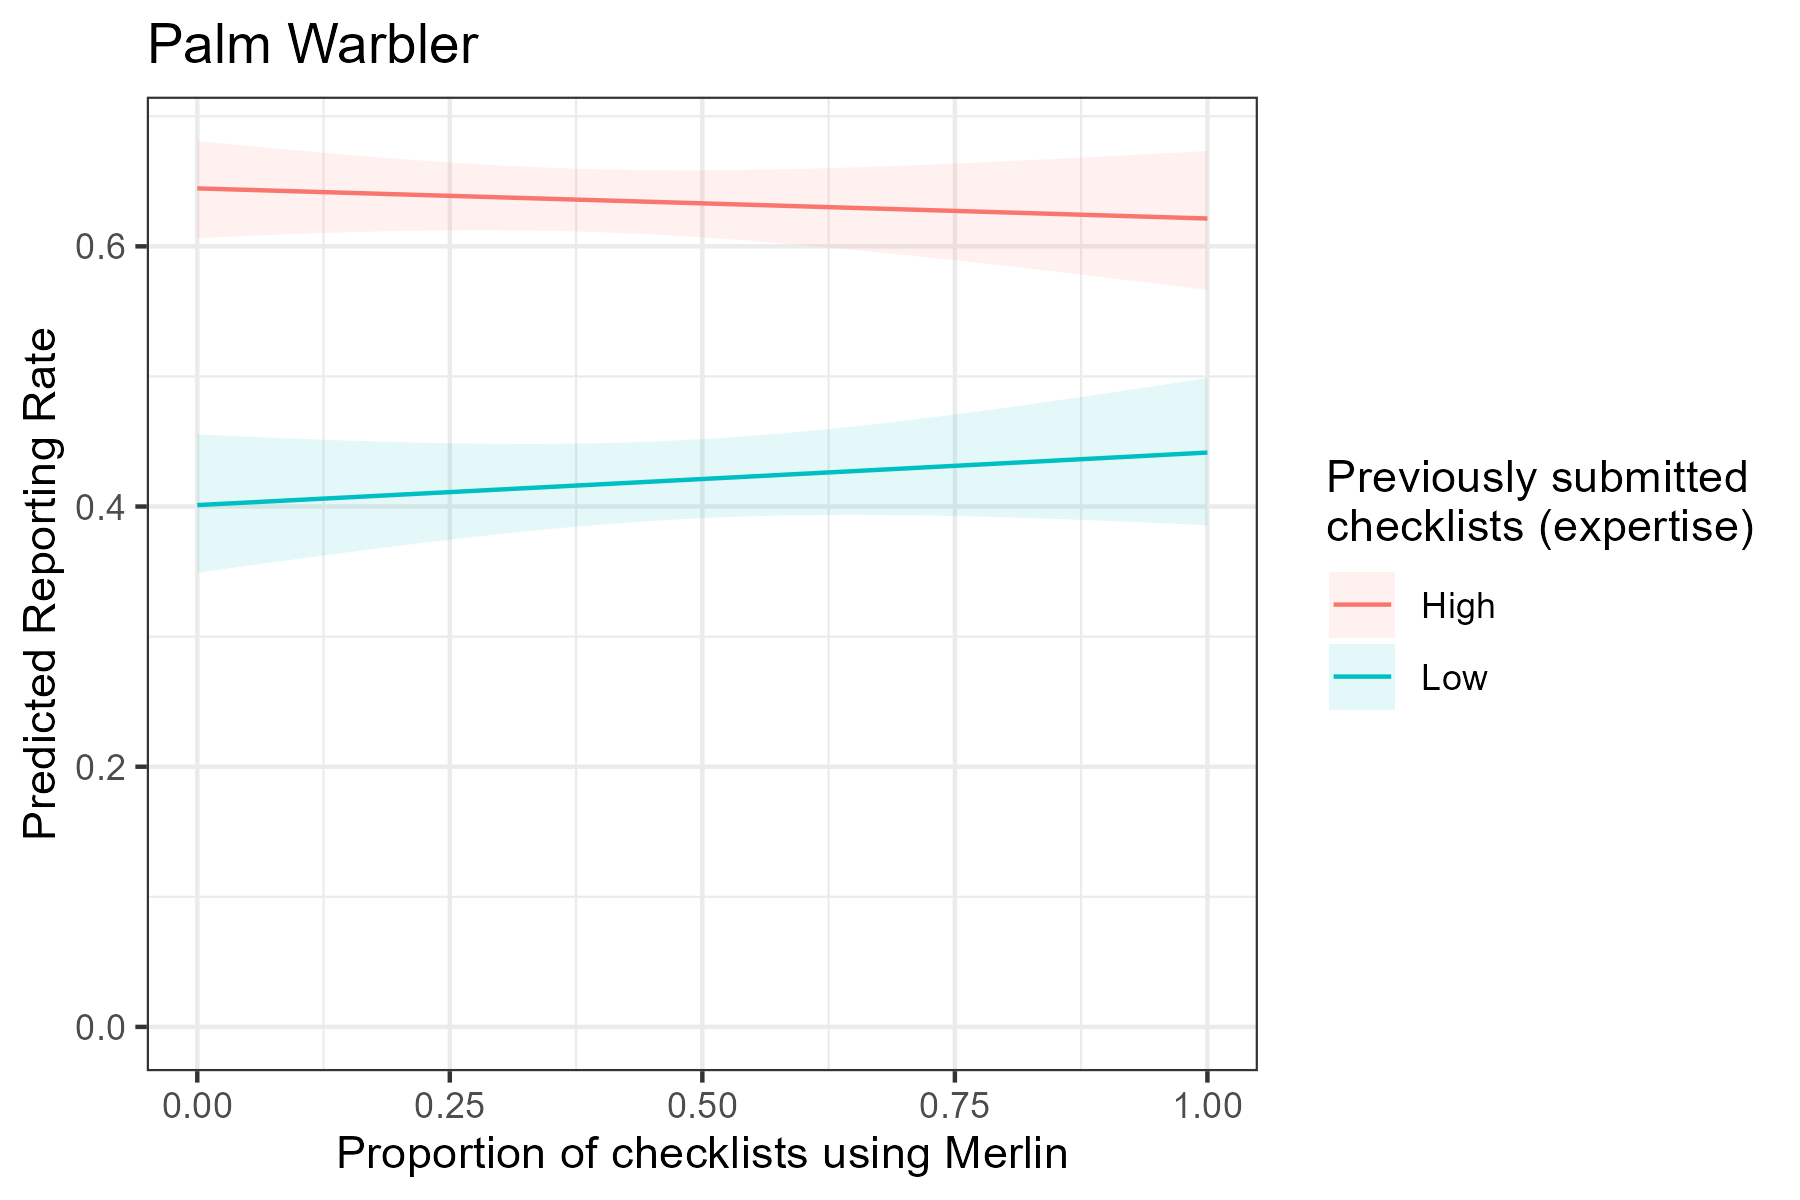 Palm Warbler
Predicted Reporting Rate
0.6
0.4
0.2
0.0
0.00 0.25 0.50 0.75 1.00
Proportion of checklists using Merlin
Previously submitted
checklists (expertise)
High
Low